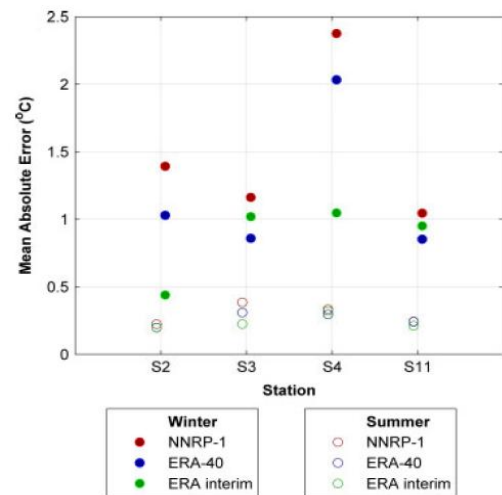 Mean Absolute Error (⁰C)
2.5
2
1.5
1
0.5
0
S2 S3 S4 S11
Station
Winter
NNRP-1
ERA-40
ERA interim
Summer
NNRP-1
ERA-40
ERA interim